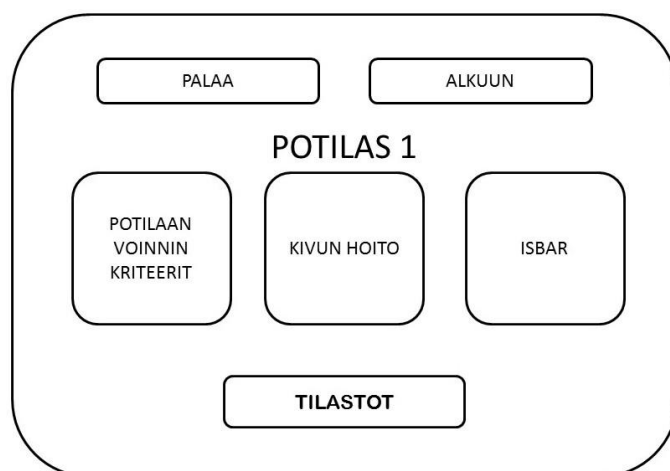 PALAA
ALKUUN
POTILAS 1
POTILAAN
VOINNIN
KRITEERIT
KIVUN HOITO
ISBAR
TILASTOT